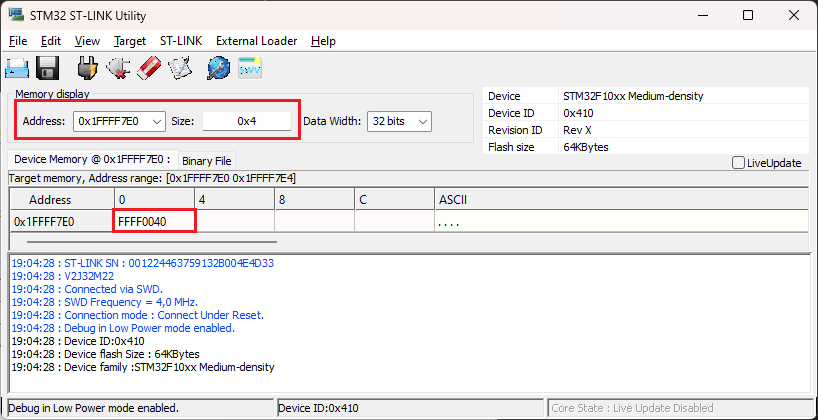 STM32 ST-LINK Utility
File Edit View Target ST-LINK External Loader Help
Memory display
Address: 0x1FFFF7E0 Size: 0x4 Data Width: 32 bits
Device STM32F10xx Medium-density
Device ID 0x410
Revision ID Rev X
Flash size 64KBytes
LiveUpdate
Device Memory @ 0x1FFFF7E0 : Binary File
Target memory, Address range: [0x1FFFF7E0 0x1FFFF7E4]
Address 0 4 8 C ASCII
0x1FFFF7E0 FFFF0040 ....
19:04:28 : ST-LINK SN : 001224463759132B004E4D33
19:04:28 : V2J32M22
19:04:28 : Connected via SWD.
19:04:28 : SWD Frequency = 4,0 MHz.
19:04:28 : Connection mode : Connect Under Reset.
19:04:28 : Debug in Low Power mode enabled.
19:04:28 : Device ID:0x410
19:04:28 : Device flash Size : 64KBytes
19:04:28 : Device family :STM32F10xx Medium-density
Debug in Low Power mode enabled. Device ID:0x410 Core State : Live Update Disabled